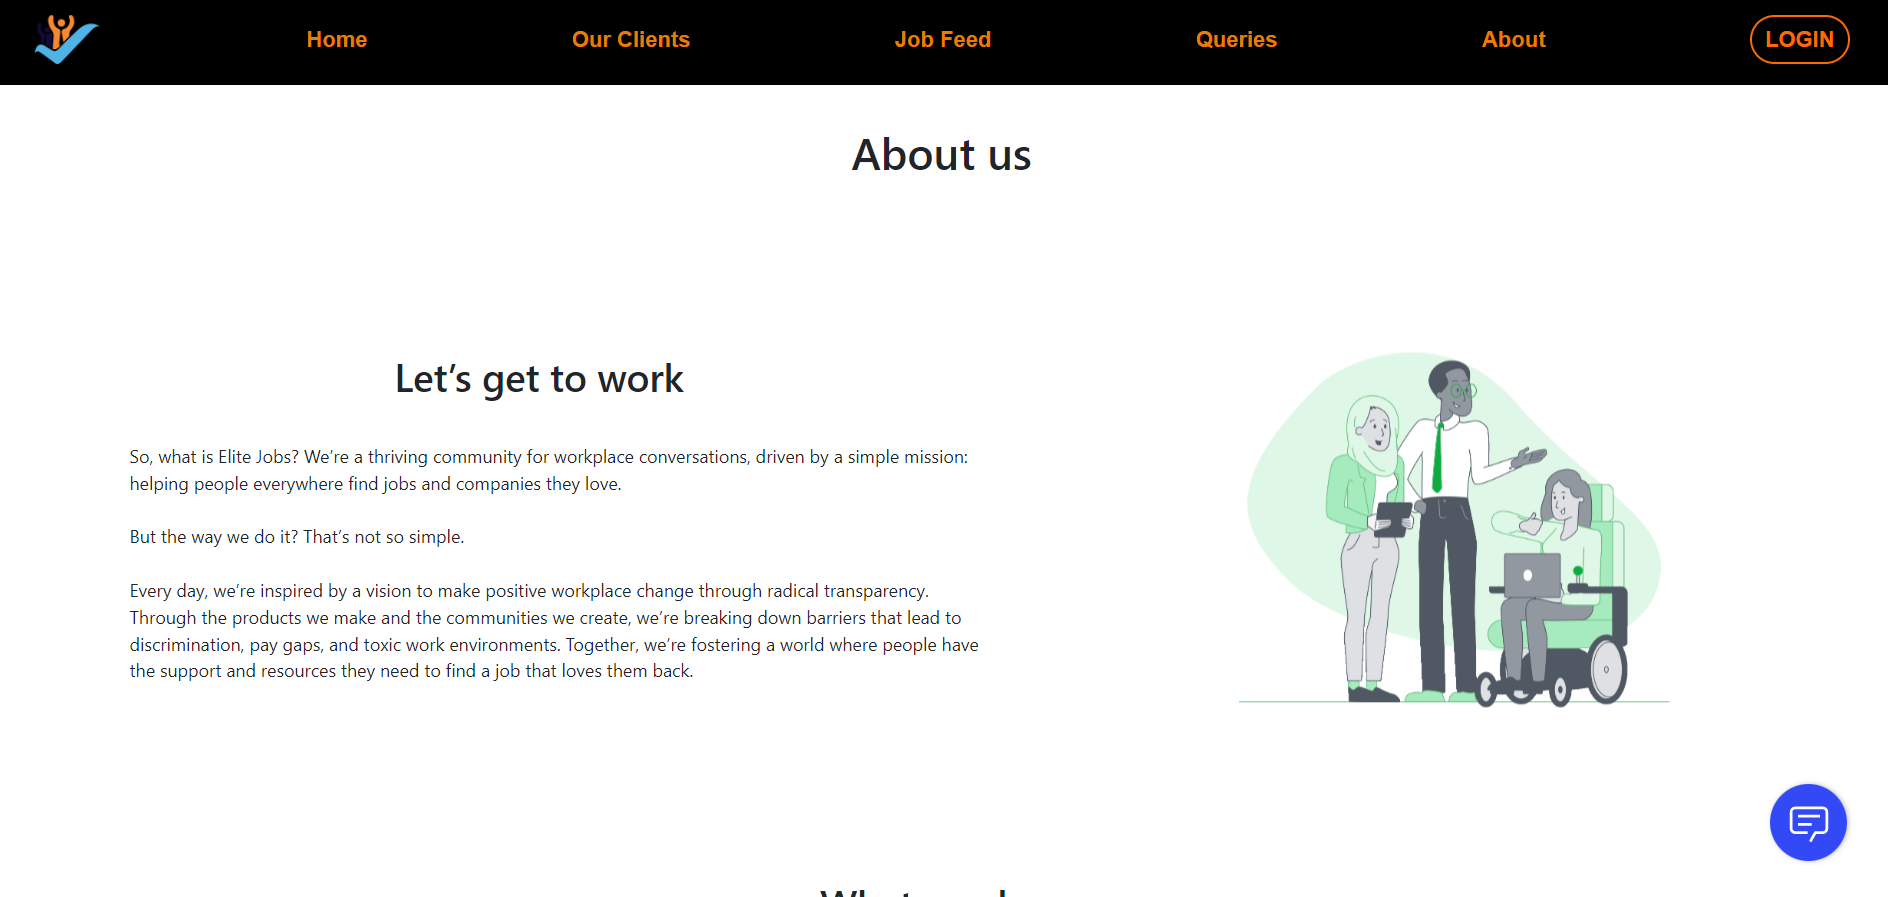 Home
Our Clients
Job Feed
Queries
About
LOGIN
About us
Let’s get to work
So, what is Elite Jobs? We’re a thriving community for workplace conversations, driven by a simple mission:
helping people everywhere find jobs and companies they love.
But the way we do it? That’s not so simple.
Every day, we’re inspired by a vision to make positive workplace change through radical transparency.
Through the products we make and the communities we create, we’re breaking down barriers that lead to
discrimination, pay gaps, and toxic work environments. Together, we’re fostering a world where people have
the support and resources they need to find a job that loves them back.